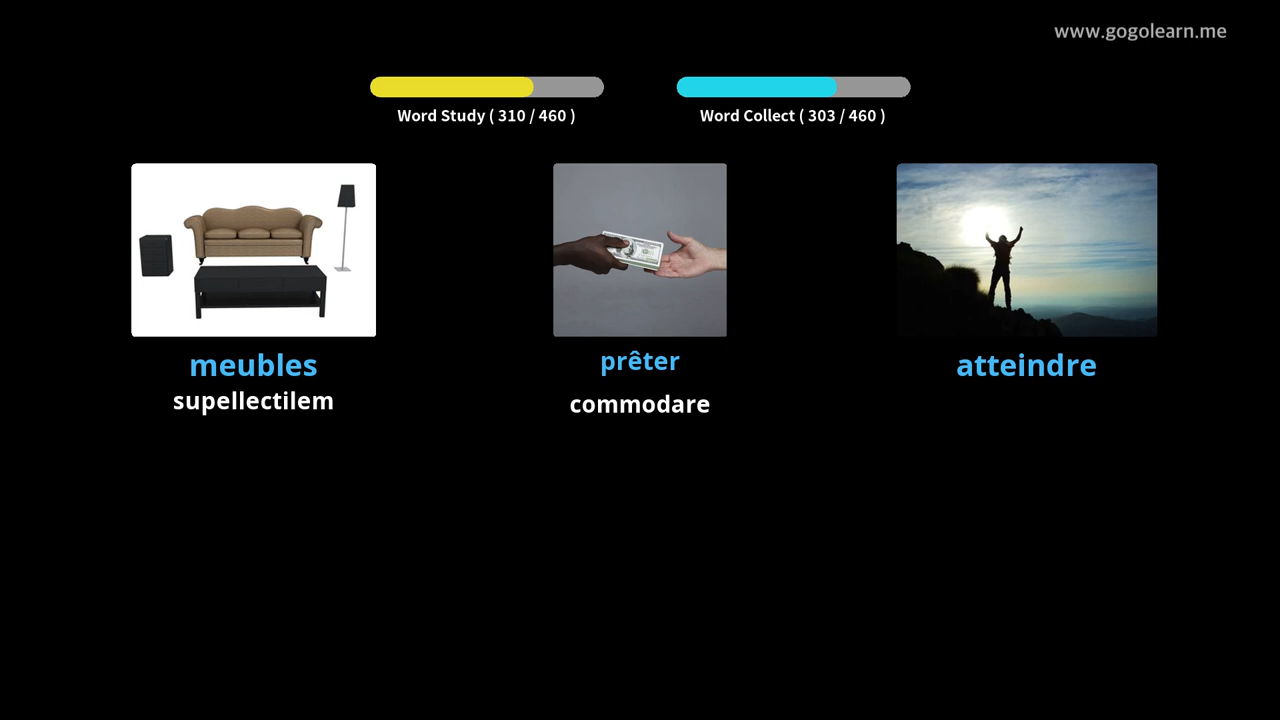 www.gogolearn.me
Word Study ( 310 / 460 )
Word Collect ( 303 / 460 )
meubles
supellectilem
prêter
commodare
atteindre